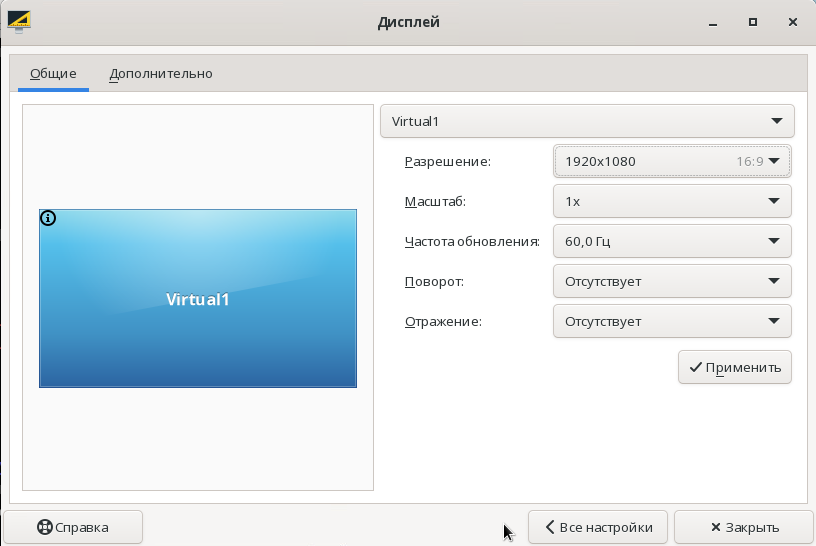 Дисплей
Общие Дополнительно
Virtual1
Разрешение: 1920x1080 16:9
Масштаб: 1x
Частота обновления: 60,0 Гц
Поворот: Отсутствует
Virtual1
Отражение: Отсутствует
Применить
Справка Все настройки Закрыть